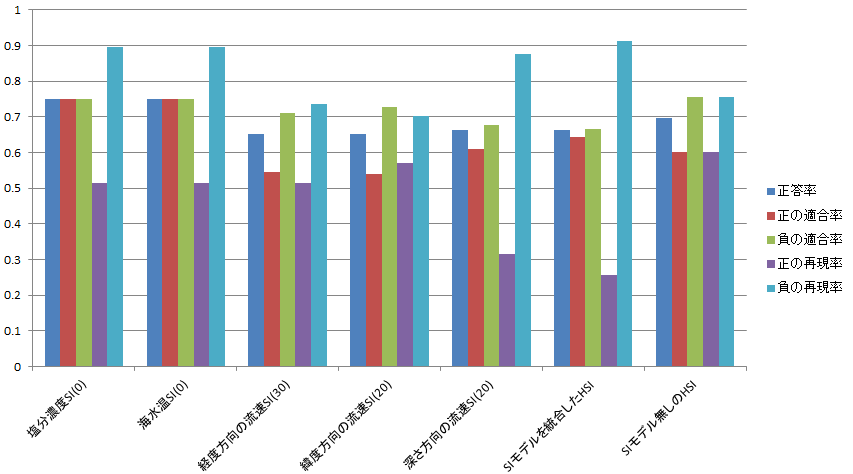 1
0.9
0.8
0.7
0.6
0.5
0.4
0.3
0.2
0.1
0
塩分濃度SI(0)
海水温SI(0)
経度方向の流速SI(30)
緯度方向の流速SI(20)
深さ方向の流速SI(20)
SIモデルを統合したHSI
SIモデル無しのHSI
正答率
正の適合率
負の適合率
正の再現率
負の再現率